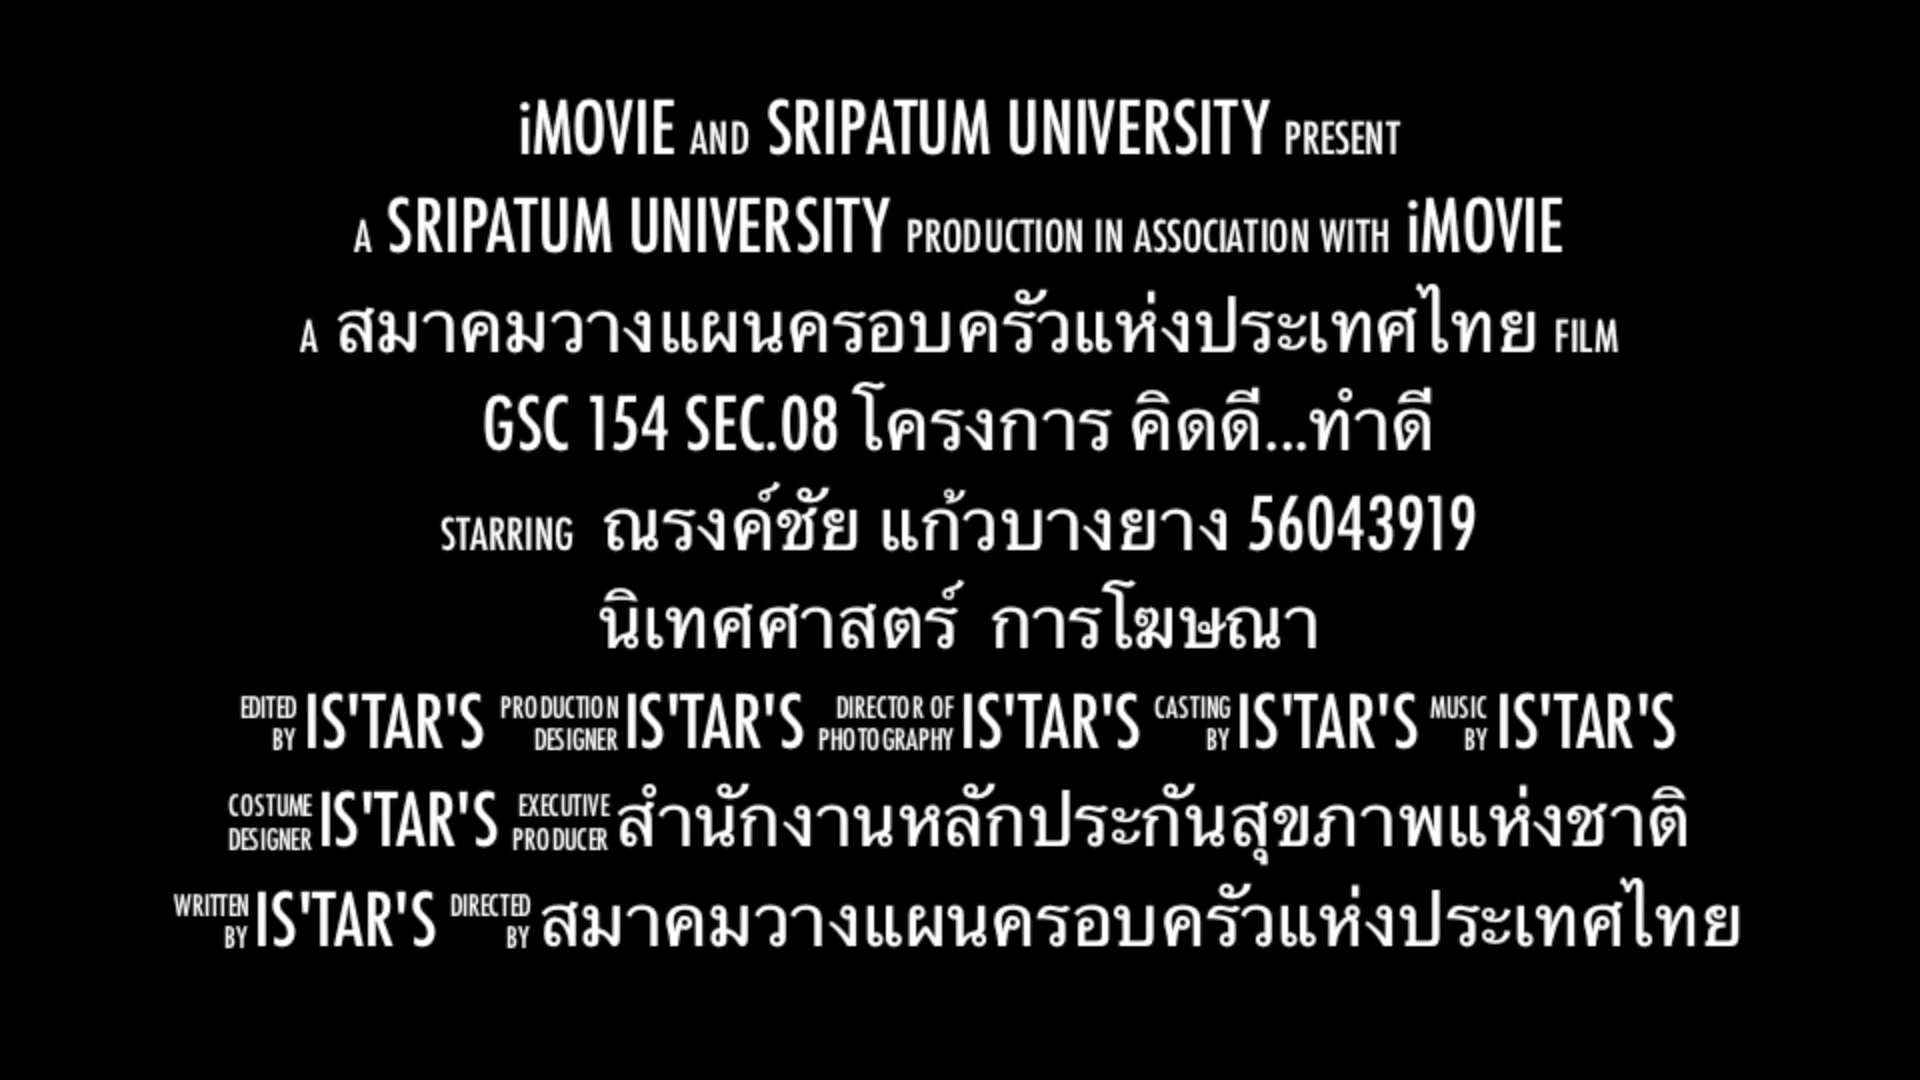 iMOVIE AND SRIPATUM UNIVERSITY PRESENT
A SRIPATUM UNIVERSITY PRODUCTION IN ASSOCIATION WITH iMOVIE
A สมาคมวางแผนครอบครัวแห่งประเทศไทย FILM
GSC 154 SEC.08 โครงการ คิดดี...ทำดี
STARRING ณรงค์ชัย แก้วบางยาง 56043919
นิเทศศาสตร์ การโฆษณา
EDITED BY IS'TAR'S PRODUCTION DESIGNER IS'TAR'S DIRECTOR OF PHOTOGRAPHY IS'TAR'S CASTING BY IS'TAR'S MUSIC BY IS'TAR'S
COSTUME DESIGNER IS'TAR'S EXECUTIVE PRODUCER สำนักงานหลักประกันสุขภาพแห่งชาติ
WRITTEN BY IS'TAR'S DIRECTED BY สมาคมวางแผนครอบครัวแห่งประเทศไทย